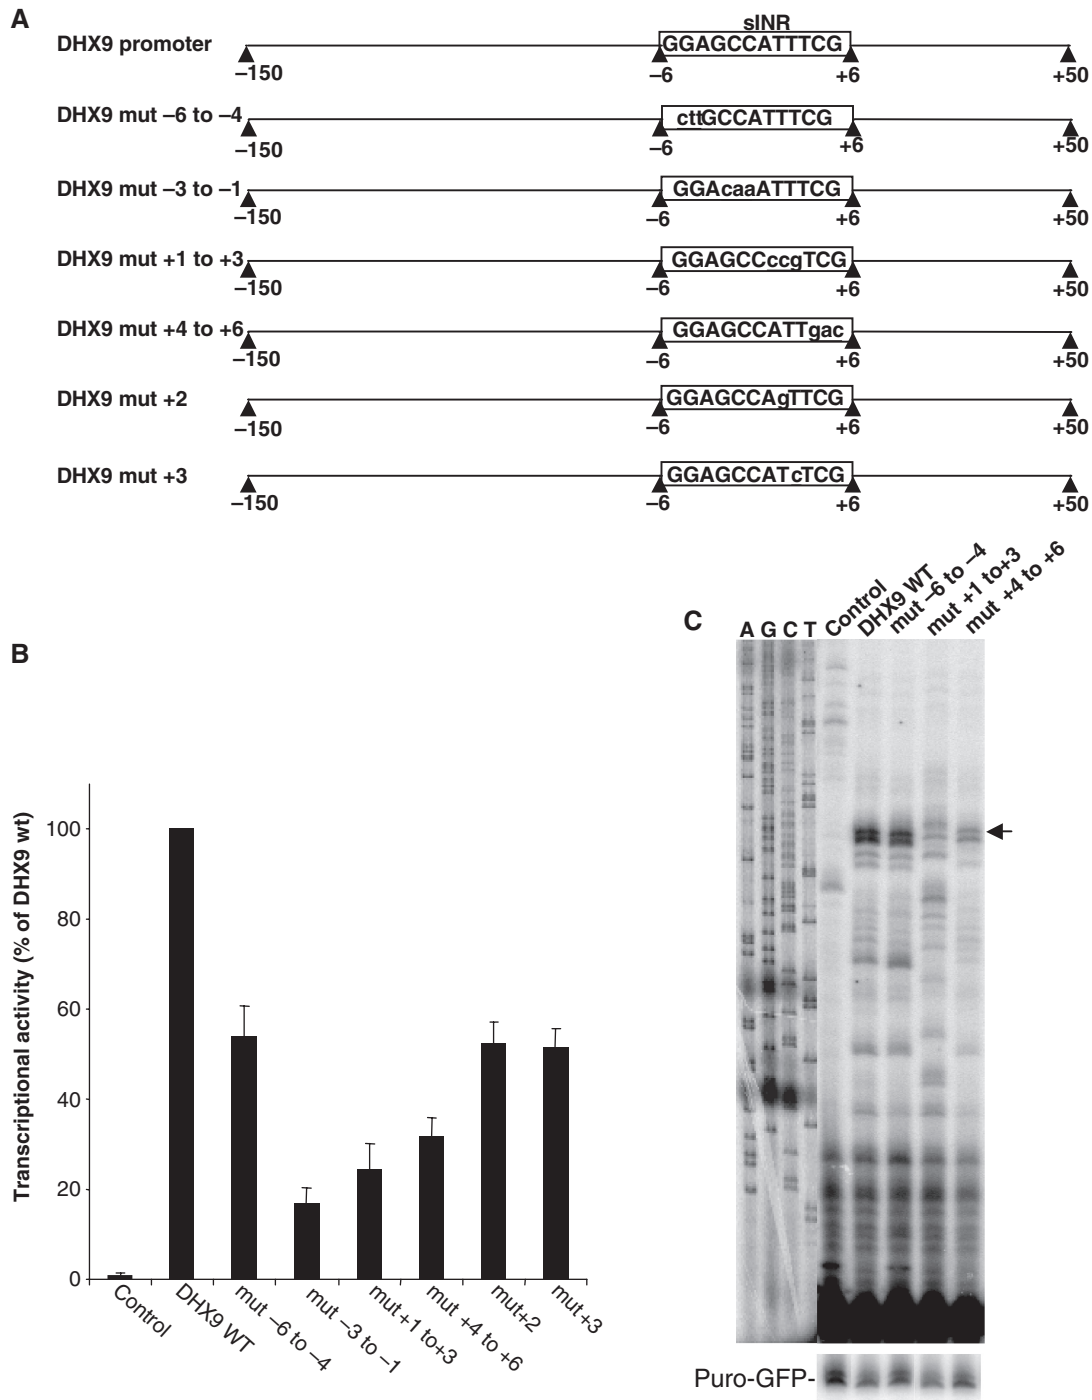 A
sINR
DHX9 promoter
GGAGCCATTTCG
–150
–6
+6
+50
DHX9 mut –6 to –4
cttGCCATTTCG
–150
–6
+6
+50
DHX9 mut –3 to –1
GGAcaaATTTCG
–150
–6
+6
+50
DHX9 mut +1 to +3
GGAGCCccgTCG
–150
–6
+6
+50
DHX9 mut +4 to +6
GGAGCCATTgac
–150
–6
+6
+50
DHX9 mut +2
GGAGCCAgTTCG
–150
–6
+6
+50
DHX9 mut +3
GGAGCCATcTCG
–150
–6
+6
+50
B
Transcriptional activity (% of DHX9 wt)
100
80
60
40
20
0
Control
DHX9 WT
mut –6 to –4
mut –3 to –1
mut+1 to+3
mut +4 to +6
mut+2
mut+3
C
A G C T
Control
DHX9 WT
mut –6 to –4
mut +1 to+3
mut +4 to +6
Puro-GFP-